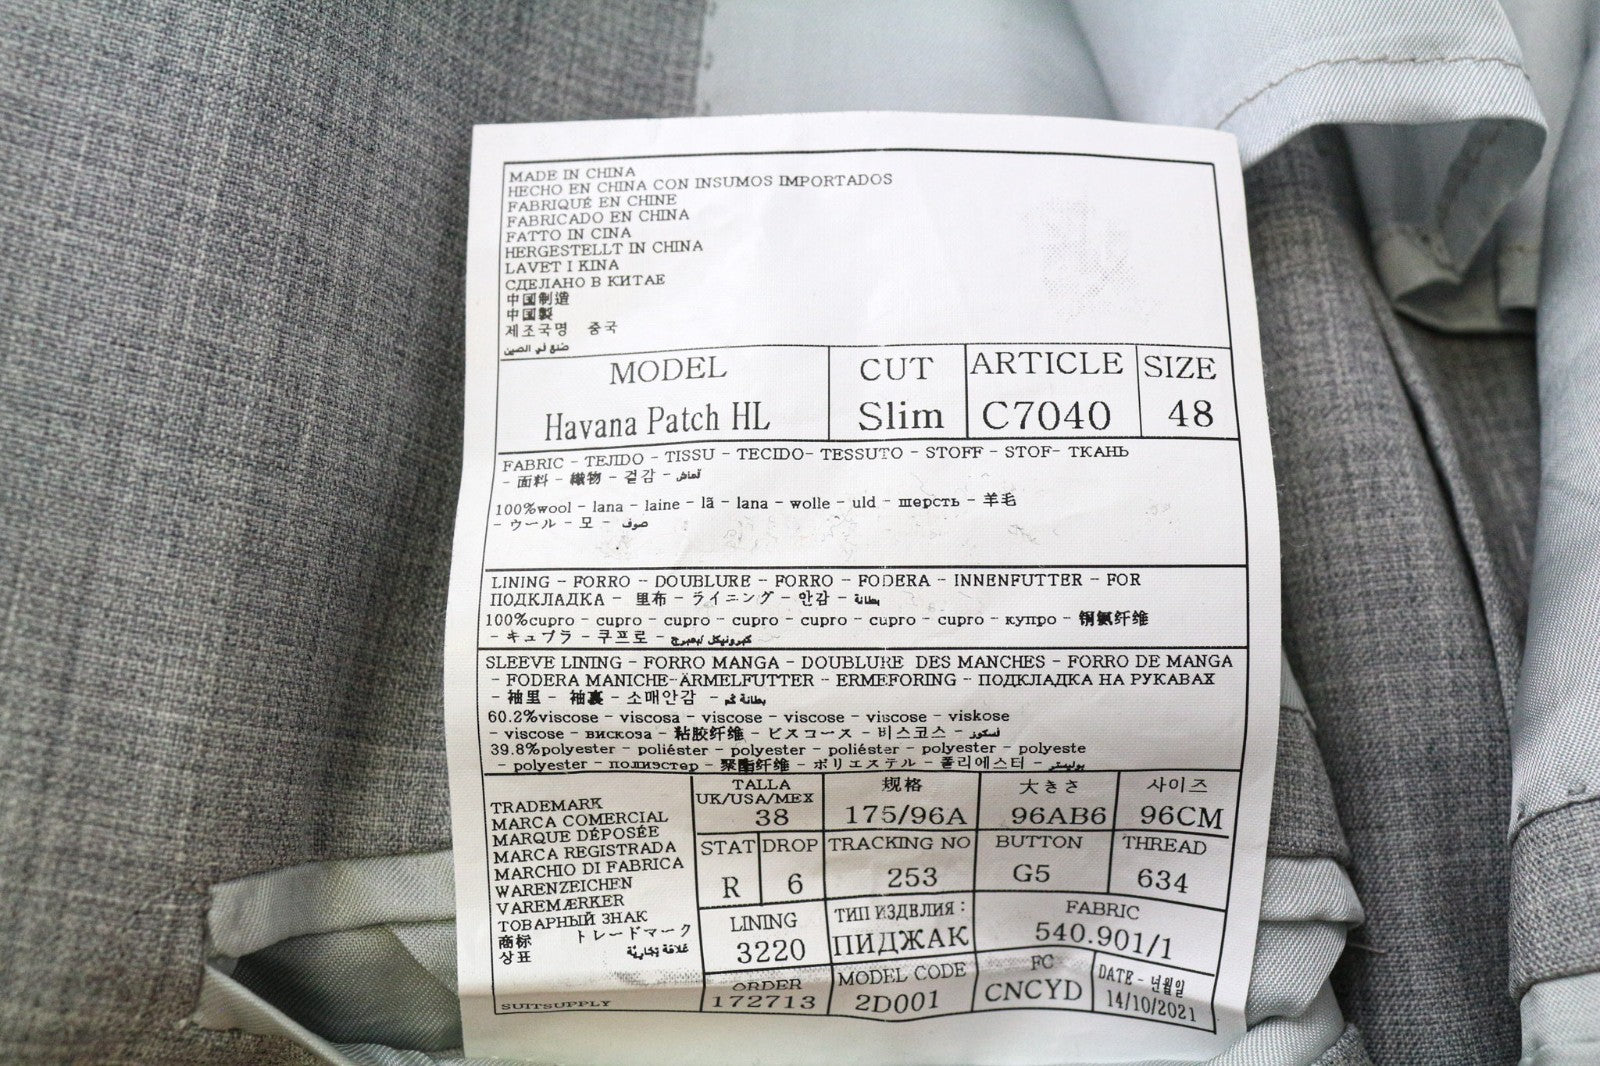 MADE IN CHINA
HECHO EN CHINA CON INSUMOS IMPORTADOS
FABRIQUÉ EN CHINE
FABRICADO EN CHINA
FATTO IN CINA
HERGESTELLT IN CHINA
LAVET I KINA
СДЕЛАНО В КИТАЕ
中国制造
中国製
제조국명 중국
صنع في الصين
MODEL
Havana Patch HL
CUT
Slim
ARTICLE
C7040
SIZE
48
FABRIC - TEJIDO - TISSU - TECIDO- TESSUTO - STOFF - STOF- ТКАНЬ
- 面料 - 織物 - 겉감 - قماش
100%wool - lana - laine - lã - lana - wolle - uld - шерсть - 羊毛
- ウール - 모 - صوف
LINING - FORRO - DOUBLURE - FORRO - FODERA - INNENFUTTER - FOR
ПОДКЛАДКА - 里布 - ライニング - 안감 - بطانة
100%cupro - cupro - cupro - cupro - cupro - cupro - cupro - купро - 铜氨纤维
- キュプラ - 쿠프로 -
SLEEVE LINING - FORRO MANGA - DOUBLURE DES MANCHES - FORRO DE MANGA
- FODERA MANICHE-ÄRMELFUTTER - ERMEFORING - ПОДКЛАДКА НА РУКАВАХ
- 袖里 - 袖裏 - 소매안감 - بطانة كم
60.2%viscose - viscosa - viscose - viscose - viscose - viskose
- viscose - вискоза - 粘胶纤维 - ビスコース - 비스코스 - فسكوز
39.8%polyester - poliéster - polyester - poliéster - polyester - polyeste
- polyester - полиэстер - 聚酯纤维 - ポリエステル - 폴리에스터 - بوليستر
TRADEMARK
MARCA COMERCIAL
MARQUE DÉPOSÉE
MARCA REGISTRADA
MARCHIO DI FABRICA
WARENZEICHEN
VAREMÆRKER
ТОВАРНЫЙ ЗНАК
商标 トレードマーク
상표 علاقة تجارية
SUITSUPPLY
TALLA
UK/USA/MEX
38
规格
175/96A
大きさ
96AB6
사이즈
96CM
STAT
R
DROP
6
TRACKING NO
253
BUTTON
G5
THREAD
634
LINING
3220
ТИП ИЗДЕЛИЯ:
ПИДЖАК
FABRIC
540.901/1
ORDER
172713
MODEL CODE
2D001
FC
CNCYD
DATE - 년월일
14/10/2021